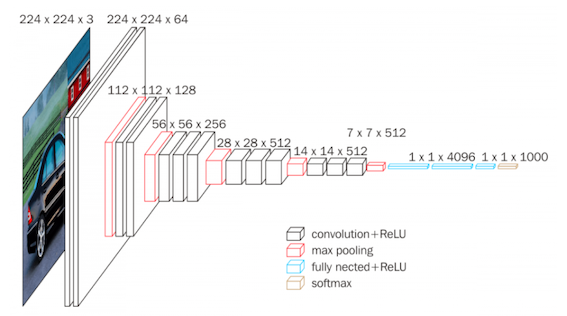 224 x 224 x 3
224 x 224 x 64
112 x 112 x 128
56 x 56 x 256
28 x 28 x 512
14 x 14 x 512
7 x 7 x 512
1 x 1 x 4096
1 x 1 x 1000
convolution+ReLU
max pooling
fully nected+ReLU
softmax